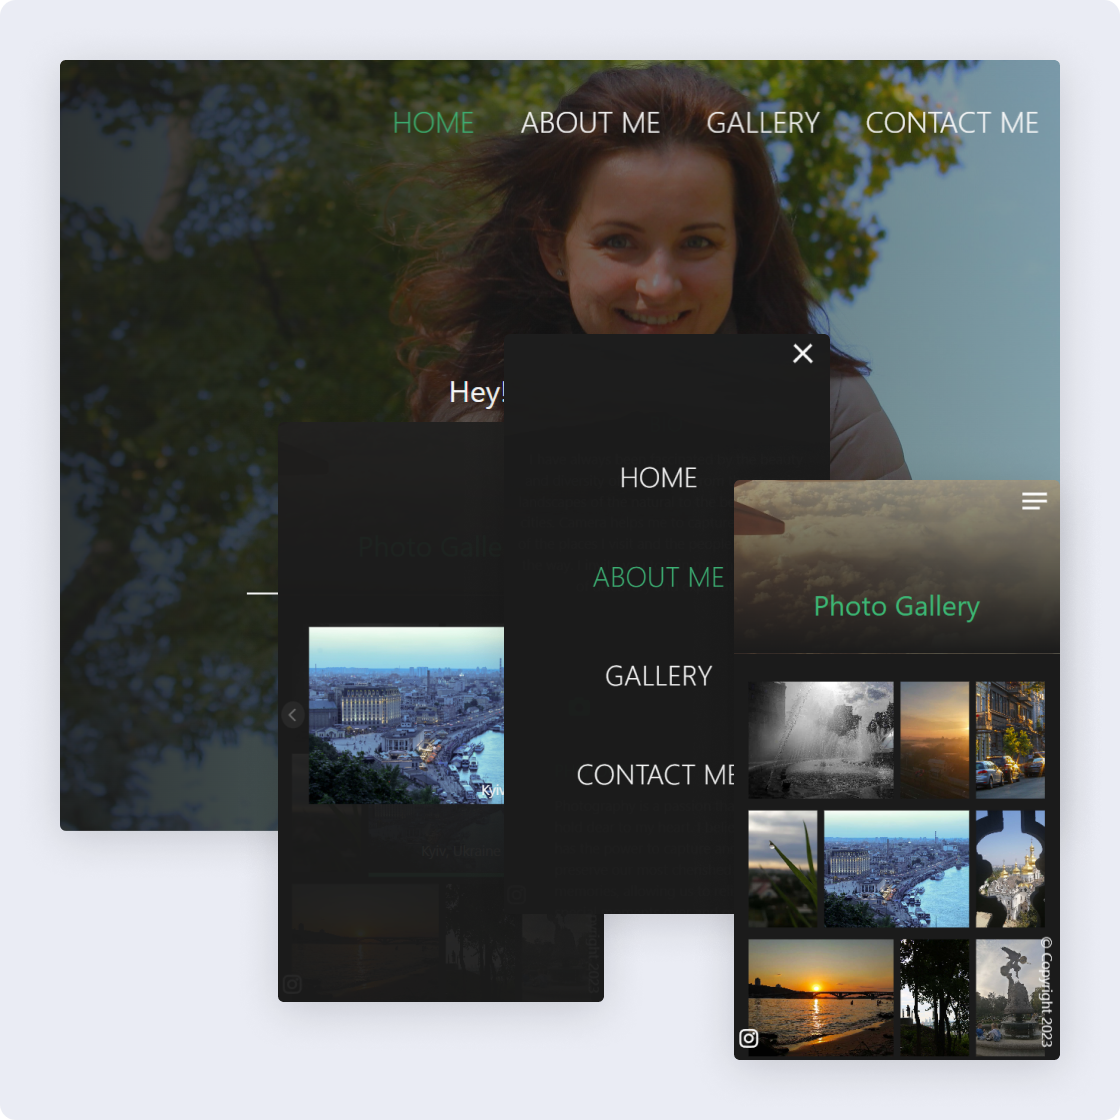 HOME ABOUT ME GALLERY CONTACT ME
Hey!
HOME
ABOUT ME
GALLERY
CONTACT ME
Photo Galle
Kyiv
Kyiv, Ukraine
Photo Gallery
© Copyright 2023